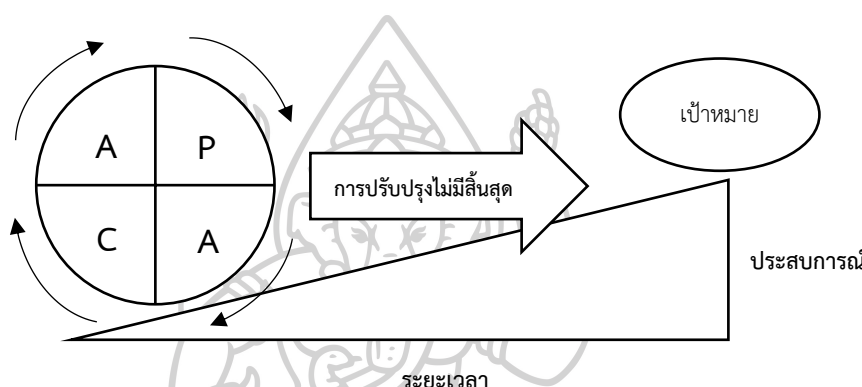 เป้าหมาย
A P
การปรับปรุงไม่มีสิ้นสุด
C A
ประสบการณ์
ระยะเวลา